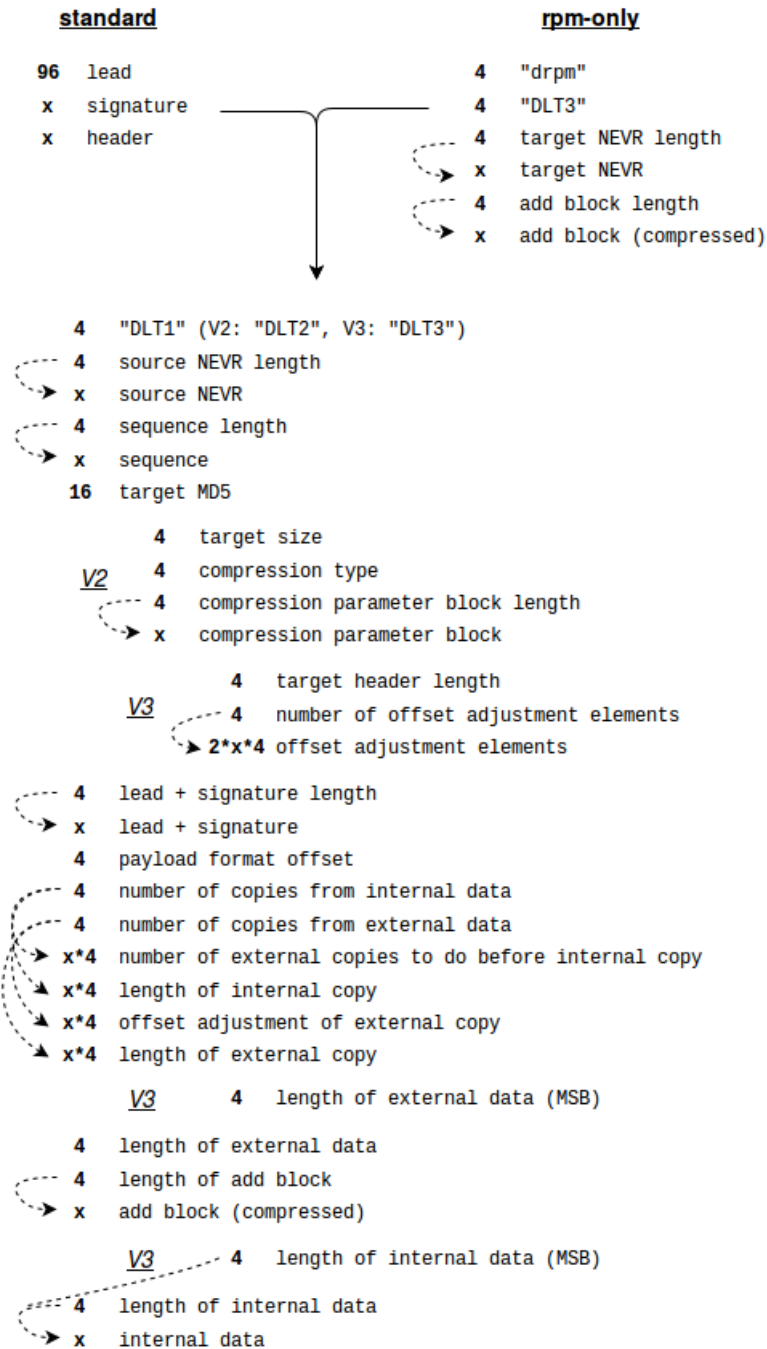 standard
96 lead
x signature
x header
rpm-only
4 "drpm"
4 "DLT3"
4 target NEVR length
x target NEVR
4 add block length
x add block (compressed)
4 "DLT1" (V2: "DLT2", V3: "DLT3")
4 source NEVR length
x source NEVR
4 sequence length
x sequence
16 target MD5
V2
4 target size
4 compression type
4 compression parameter block length
x compression parameter block
V3
4 target header length
4 number of offset adjustment elements
2*x*4 offset adjustment elements
4 lead + signature length
x lead + signature
4 payload format offset
4 number of copies from internal data
4 number of copies from external data
x*4 number of external copies to do before internal copy
x*4 length of internal copy
x*4 offset adjustment of external copy
x*4 length of external copy
V3 4 length of external data (MSB)
4 length of external data
4 length of add block
x add block (compressed)
V3 4 length of internal data (MSB)
4 length of internal data
x internal data